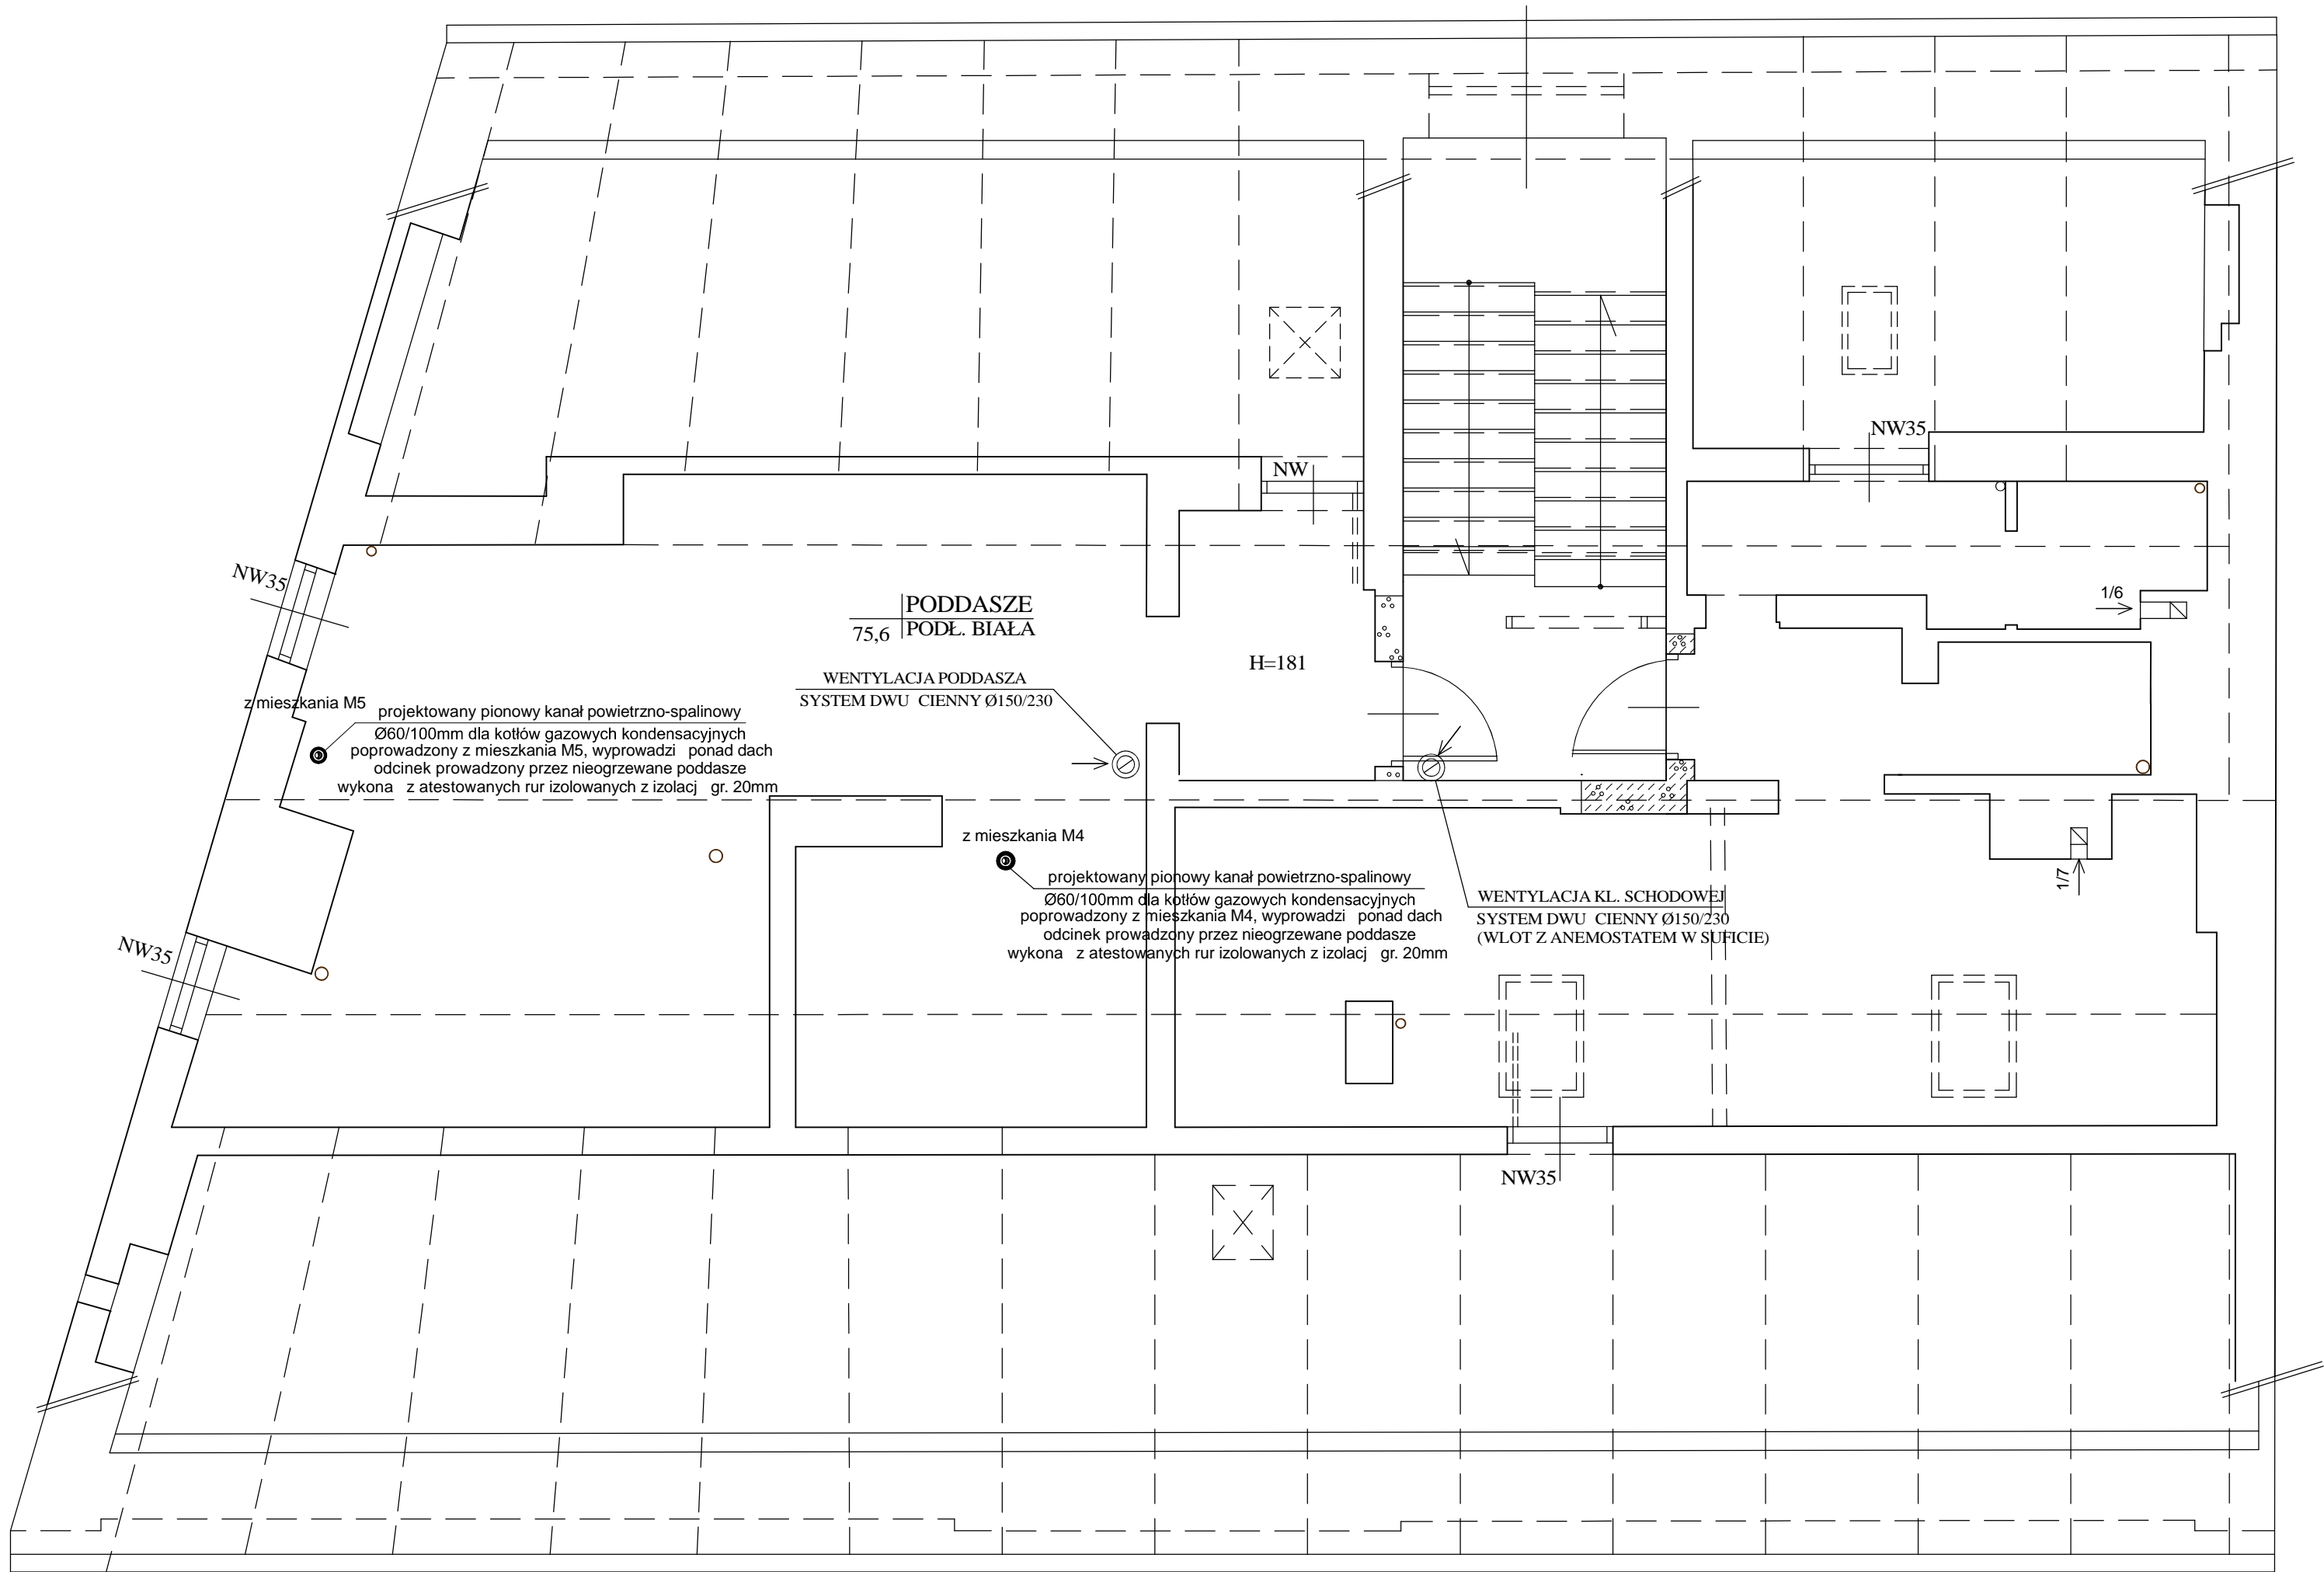 NW35
NW
NW35
PODDASZE
75,6 PODŁ. BIAŁA
1/6
H=181
WENTYLACJA PODDASZA
SYSTEM DWU CIENNY Ø150/230
z mieszkania M5
projektowany pionowy kanał powietrzno-spalinowy
Ø60/100mm dla kotłów gazowych kondensacyjnych
poprowadzony z mieszkania M5, wyprowadzi ponad dach
odcinek prowadzony przez nieogrzewane poddasze
wykona z atestowanych rur izolowanych z izolacj gr. 20mm
z mieszkania M4
projektowany pionowy kanał powietrzno-spalinowy
Ø60/100mm dla kotłów gazowych kondensacyjnych
poprowadzony z mieszkania M4, wyprowadzi ponad dach
odcinek prowadzony przez nieogrzewane poddasze
wykona z atestowanych rur izolowanych z izolacj gr. 20mm
1/7
WENTYLACJA KL. SCHODOWEJ
SYSTEM DWU CIENNY Ø150/230
(WLOT Z ANEMOSTATEM W SUFICIE)
NW35
NW35